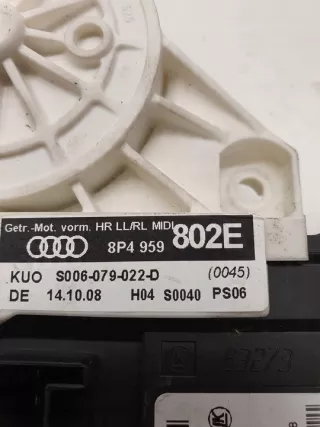 Getr.-Mot. vorm. HR LL/RL MIDL
8P4 959 802E
KUO S006-079-022-D (0045)
DE 14.10.08 H04 S0040 PS06